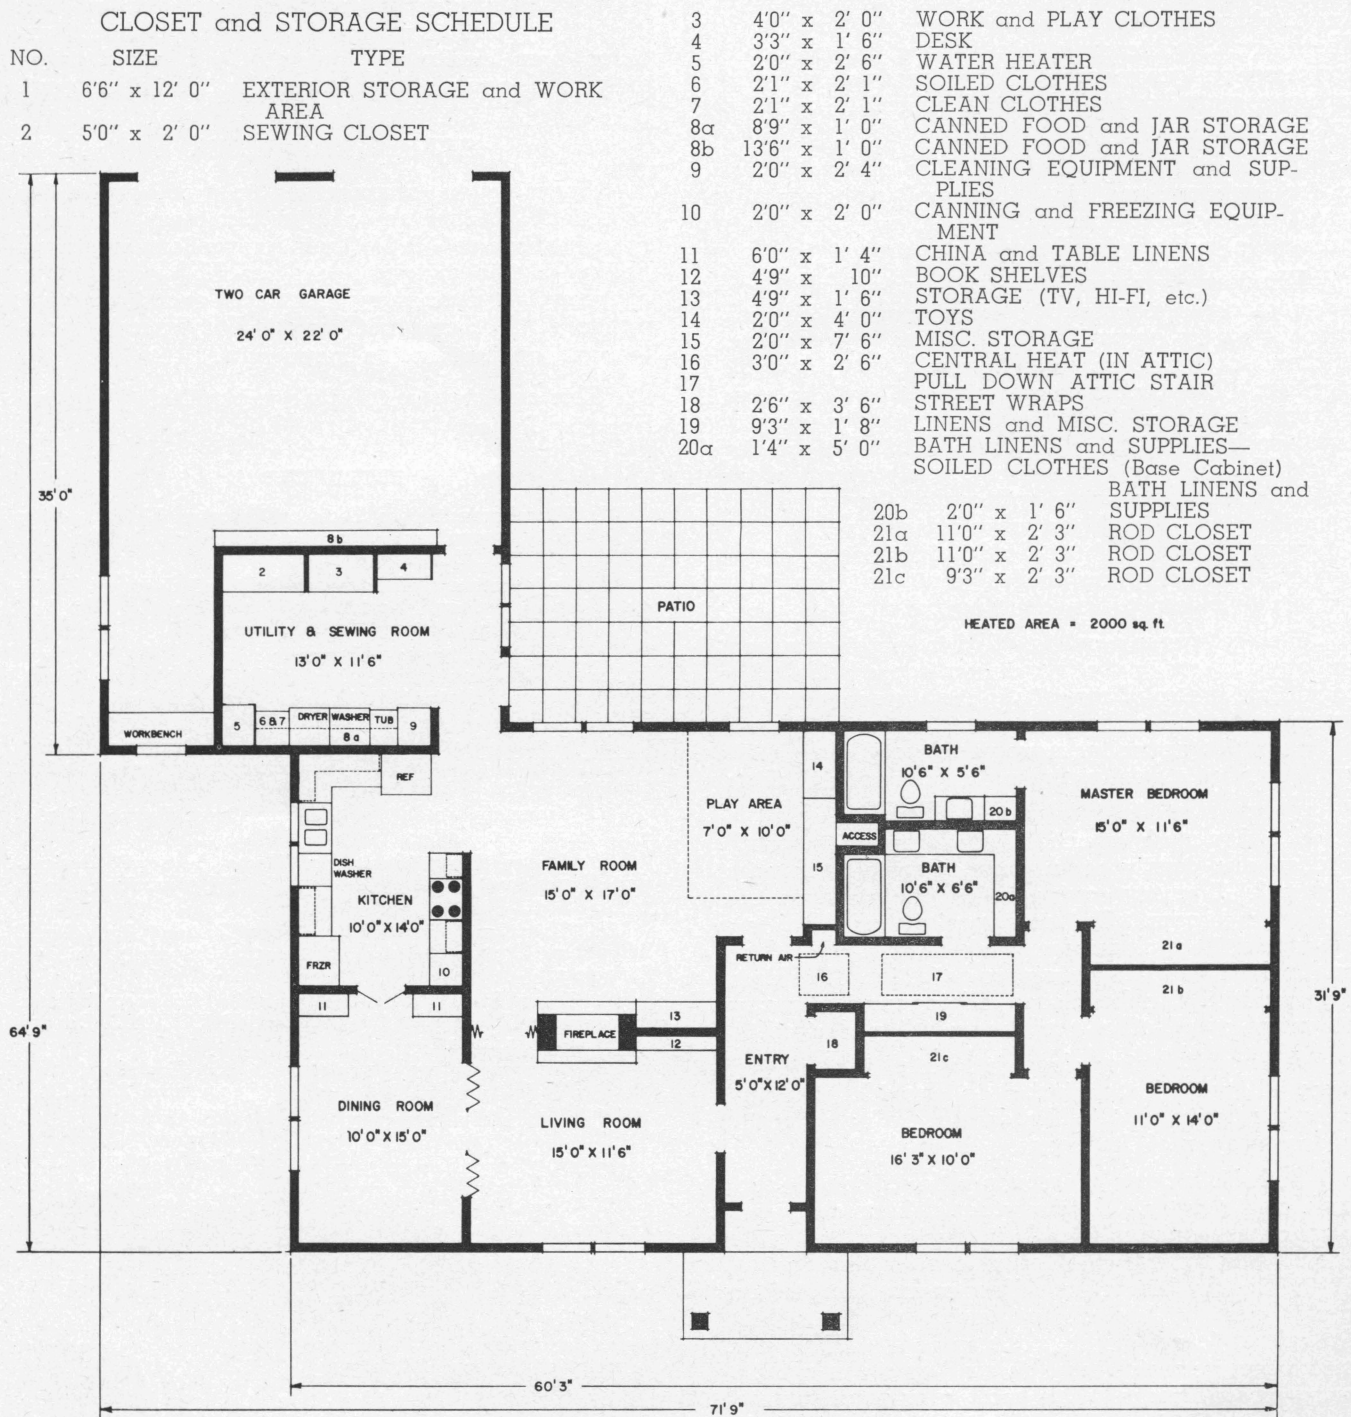 CLOSET and STORAGE SCHEDULE
NO. SIZE TYPE
1 6'6" x 12' 0" EXTERIOR STORAGE and WORK
AREA
2 5'0" x 2' 0" SEWING CLOSET
3 4'0" x 2' 0" WORK and PLAY CLOTHES
4 3'3" x 1' 6" DESK
5 2'0" x 2' 6" WATER HEATER
6 2'1" x 2' 1" SOILED CLOTHES
7 2'1" x 2' 1" CLEAN CLOTHES
8a 8'9" x 1' 0" CANNED FOOD and JAR STORAGE
8b 13'6" x 1' 0" CANNED FOOD and JAR STORAGE
9 2'0" x 2' 4" CLEANING EQUIPMENT and SUP-
PLIES
10 2'0" x 2' 0" CANNING and FREEZING EQUIP-
MENT
11 6'0" x 1' 4" CHINA and TABLE LINENS
12 4'9" x 10" BOOK SHELVES
13 4'9" x 1' 6" STORAGE (TV, HI-FI, etc.)
14 2'0" x 4' 0" TOYS
15 2'0" x 7' 6" MISC. STORAGE
16 3'0" x 2' 6" CENTRAL HEAT (IN ATTIC)
17 PULL DOWN ATTIC STAIR
18 2'6" x 3' 6" STREET WRAPS
19 9'3" x 1' 8" LINENS and MISC. STORAGE
20a 1'4" x 5' 0" BATH LINENS and SUPPLIES—
SOILED CLOTHES (Base Cabinet)
BATH LINENS and
20b 2'0" x 1' 6" SUPPLIES
21a 11'0" x 2' 3" ROD CLOSET
21b 11'0" x 2' 3" ROD CLOSET
21c 9'3" x 2' 3" ROD CLOSET
HEATED AREA = 2000 sq. ft.
TWO CAR GARAGE
24' 0" X 22' 0"
35' 0"
8b
2
3
4
UTILITY & SEWING ROOM
13' 0" X 11' 6"
PATIO
WORKBENCH
5
6 & 7
DRYER
WASHER
TUB
8a
9
REF
DISH
WASHER
KITCHEN
10' 0" X 14' 0"
FRZR
10
11
11
FAMILY ROOM
15' 0" X 17' 0"
PLAY AREA
7' 0" X 10' 0"
14
15
BATH
10' 6" X 5' 6"
20b
ACCESS
BATH
10' 6" X 6' 6"
20a
MASTER BEDROOM
15' 0" X 11' 6"
21a
21b
RETURN AIR
16
17
19
18
21c
13
FIREPLACE
12
ENTRY
5' 0" X 12' 0"
DINING ROOM
10' 0" X 15' 0"
LIVING ROOM
15' 0" X 11' 6"
BEDROOM
16' 3" X 10' 0"
BEDROOM
11' 0" X 14' 0"
31' 9"
64' 9"
60' 3"
71' 9"